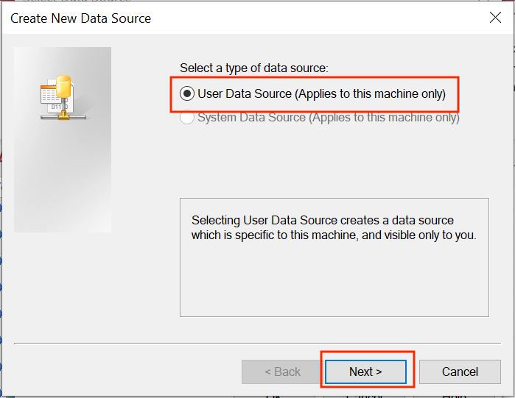 Create New Data Source
Select a type of data source:
User Data Source (Applies to this machine only)
System Data Source (Applies to this machine only)
Selecting User Data Source creates a data source
which is specific to this machine, and visible only to you.
< Back
Next >
Cancel